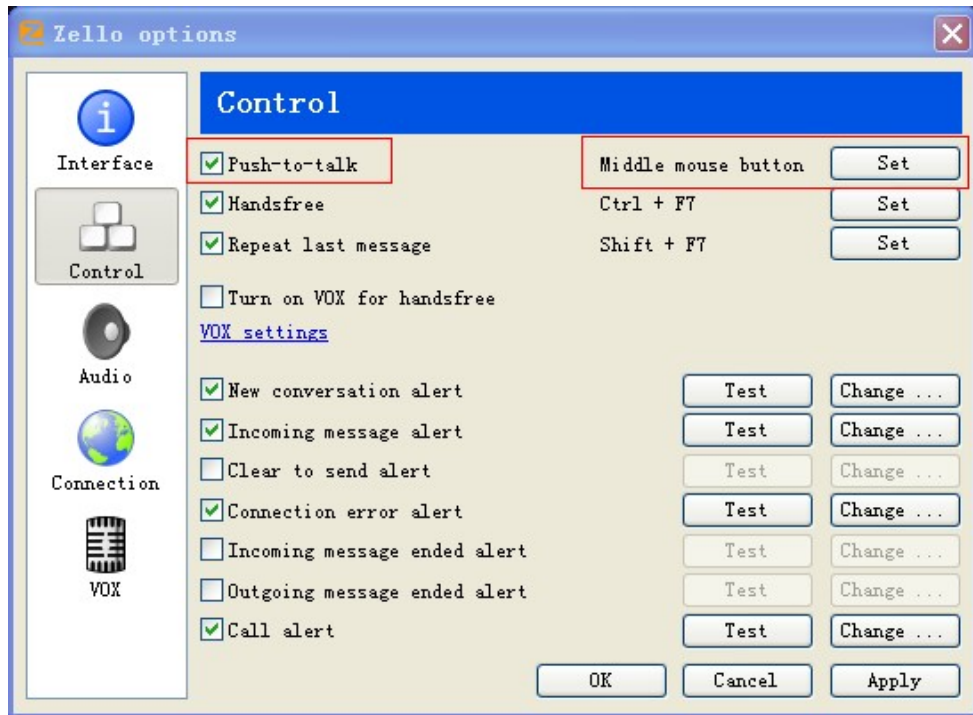 Zello options
Control
Interface
Control
Audio
Connection
VOX
Push-to-talk Middle mouse button Set
Handsfree Ctrl + F7 Set
Repeat last message Shift + F7 Set
Turn on VOX for handsfree
VOX settings
New conversation alert Test Change ...
Incoming message alert Test Change ...
Clear to send alert Test Change ...
Connection error alert Test Change ...
Incoming message ended alert Test Change ...
Outgoing message ended alert Test Change ...
Call alert Test Change ...
OK Cancel Apply